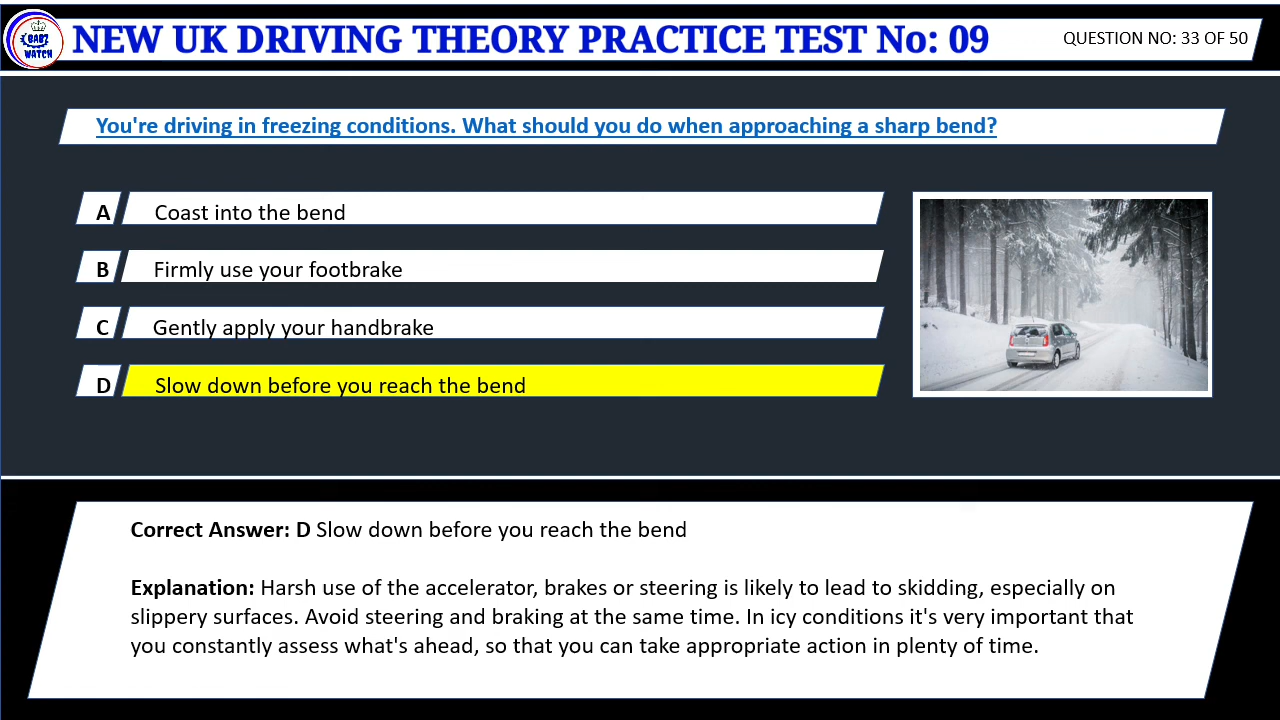 BABZ
WATCH
NEW UK DRIVING THEORY PRACTICE TEST No: 09
QUESTION NO: 33 OF 50
You're driving in freezing conditions. What should you do when approaching a sharp bend?
A Coast into the bend
B Firmly use your footbrake
C Gently apply your handbrake
D Slow down before you reach the bend
Correct Answer: D Slow down before you reach the bend
Explanation: Harsh use of the accelerator, brakes or steering is likely to lead to skidding, especially on
slippery surfaces. Avoid steering and braking at the same time. In icy conditions it's very important that
you constantly assess what's ahead, so that you can take appropriate action in plenty of time.